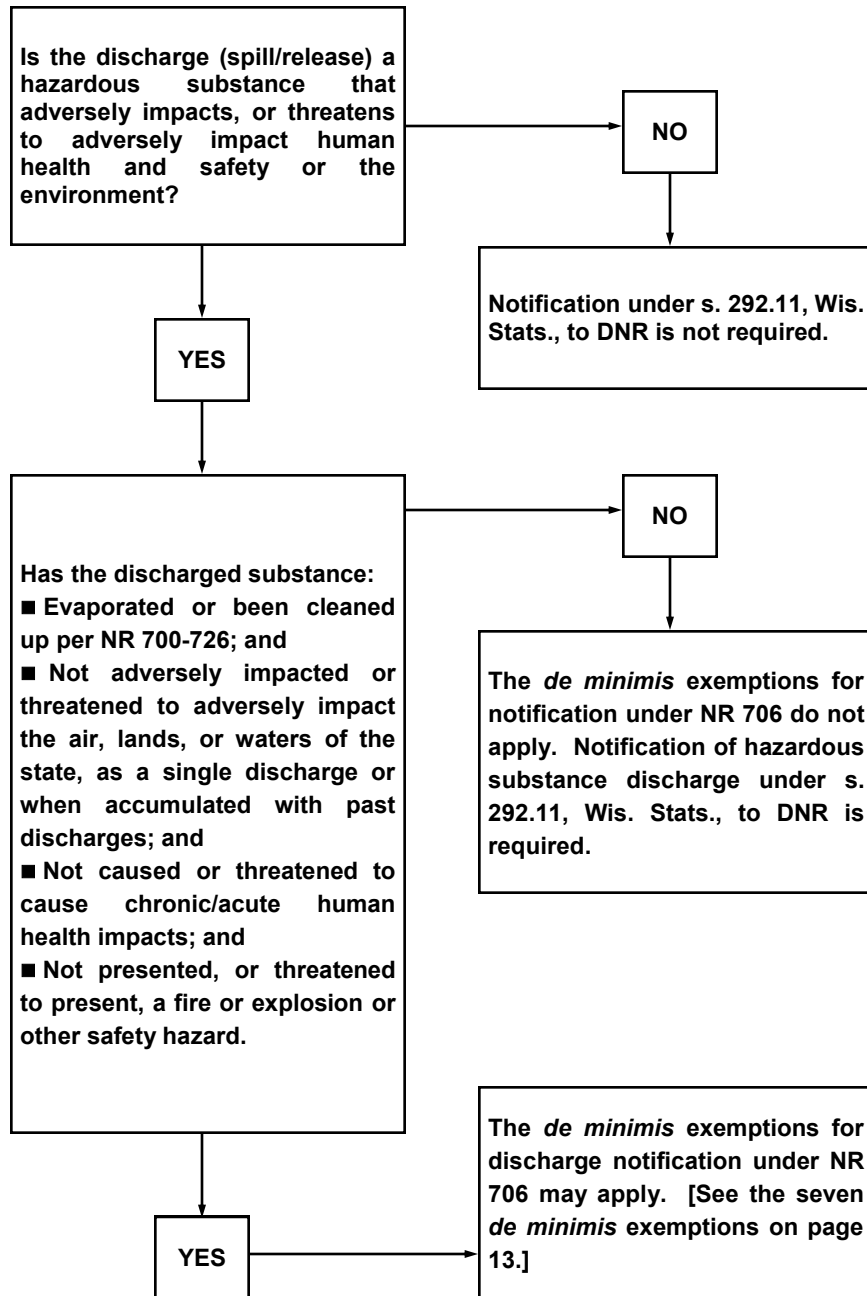 Is the discharge (spill/release) a
hazardous substance that
adversely impacts, or threatens
to adversely impact human
health and safety or the
environment?
NO
Notification under s. 292.11, Wis.
Stats., to DNR is not required.
YES
Has the discharged substance:
■ Evaporated or been cleaned
up per NR 700-726; and
■ Not adversely impacted or
threatened to adversely impact
the air, lands, or waters of the
state, as a single discharge or
when accumulated with past
discharges; and
■ Not caused or threatened to
cause chronic/acute human
health impacts; and
■ Not presented, or threatened
to present, a fire or explosion or
other safety hazard.
NO
The de minimis exemptions for
notification under NR 706 do not
apply. Notification of hazardous
substance discharge under s.
292.11, Wis. Stats., to DNR is
required.
YES
The de minimis exemptions for
discharge notification under NR
706 may apply. [See the seven
de minimis exemptions on page
13.]